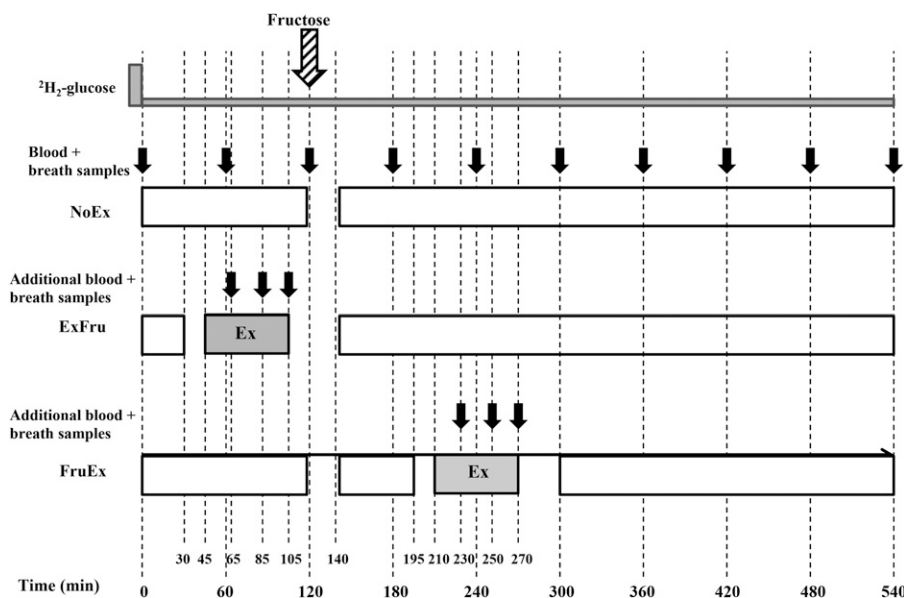 Fructose
²H₂-glucose
Blood +
breath samples
NoEx
Additional blood +
breath samples
ExFru
Ex
Additional blood +
breath samples
FruEx
Ex
30 45 65 85 105 140 195 210 230 250 270
Time (min) 0 60 120 180 240 300 360 420 480 540